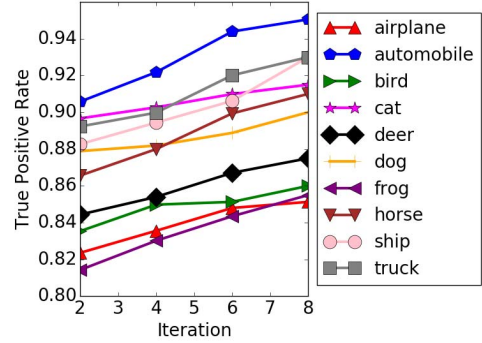 True Positive Rate
0.94
0.92
0.90
0.88
0.86
0.84
0.82
0.80
2 3 4 5 6 7 8
Iteration
airplane
automobile
bird
cat
deer
dog
frog
horse
ship
truck